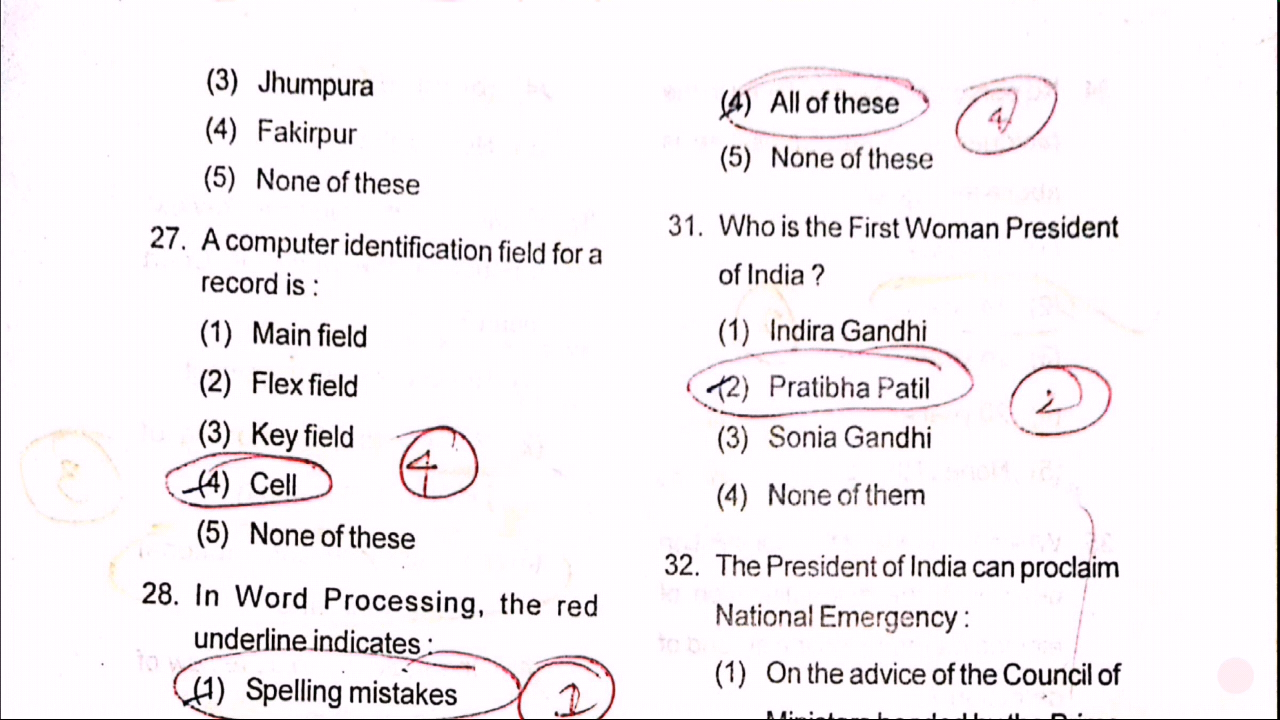 (3) Jhumpura
(4) Fakirpur
(5) None of these
27. A computer identification field for a
record is :
(1) Main field
(2) Flex field
(3) Key field
(4) Cell
4
(5) None of these
28. In Word Processing, the red
underline indicates :
(1) Spelling mistakes
1
(4) All of these
4
(5) None of these
31. Who is the First Woman President
of India ?
(1) Indira Gandhi
(2) Pratibha Patil
2
(3) Sonia Gandhi
(4) None of them
32. The President of India can proclaim
National Emergency :
(1) On the advice of the Council of